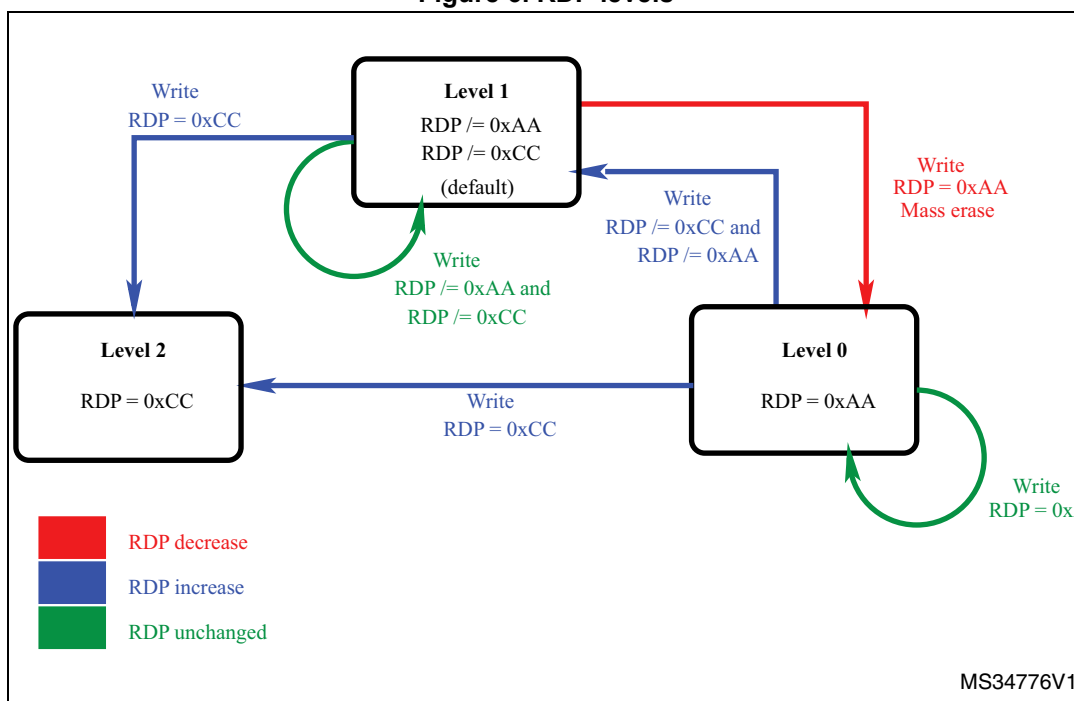 Level 1
RDP /= 0xAA
RDP /= 0xCC
(default)
Write
RDP = 0xCC
Write
RDP = 0xAA
Mass erase
Write
RDP /= 0xCC and
RDP /= 0xAA
Write
RDP /= 0xAA and
RDP /= 0xCC
Level 2
RDP = 0xCC
Level 0
RDP = 0xAA
Write
RDP = 0xCC
Write
RDP = 0x
RDP decrease
RDP increase
RDP unchanged
MS34776V1